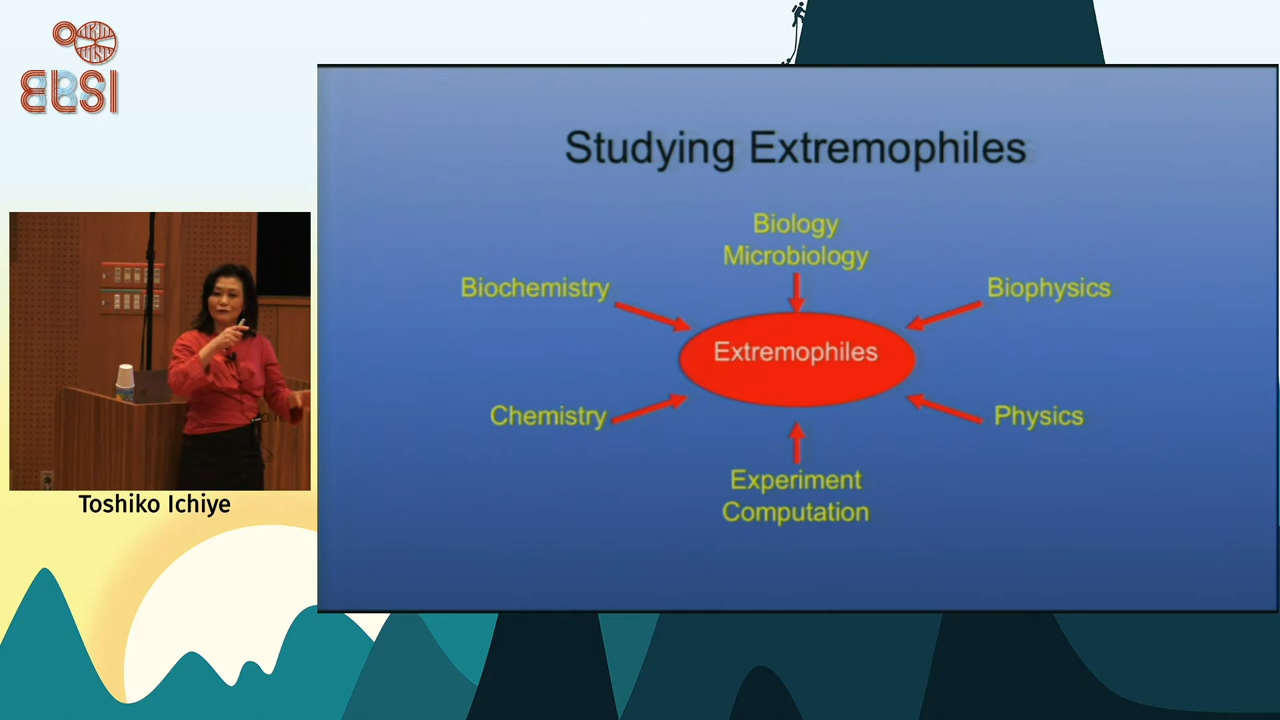 ELSI
Toshiko Ichiye
Studying Extremophiles
Biology
Microbiology
Biochemistry
Biophysics
Extremophiles
Chemistry
Physics
Experiment
Computation